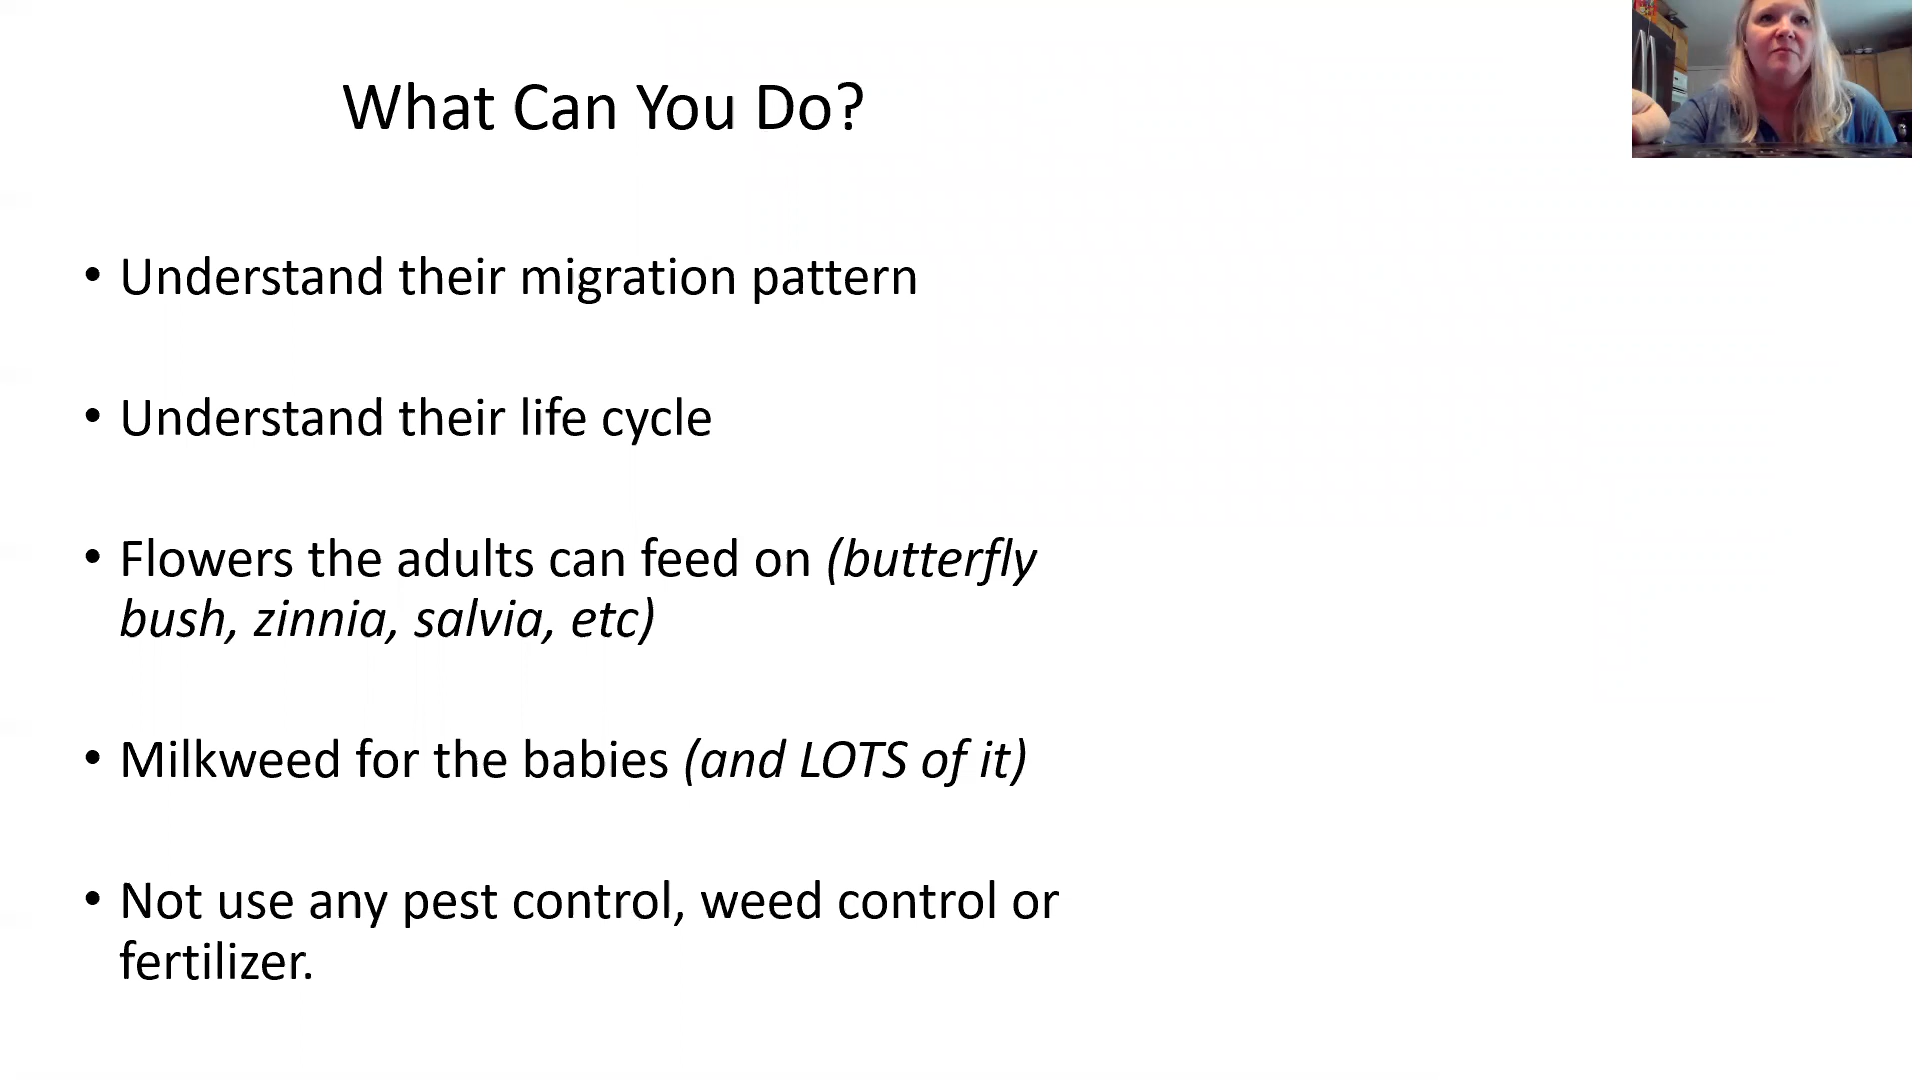 What Can You Do?
• Understand their migration pattern
• Understand their life cycle
• Flowers the adults can feed on (butterfly
bush, zinnia, salvia, etc)
• Milkweed for the babies (and LOTS of it)
• Not use any pest control, weed control or
fertilizer.